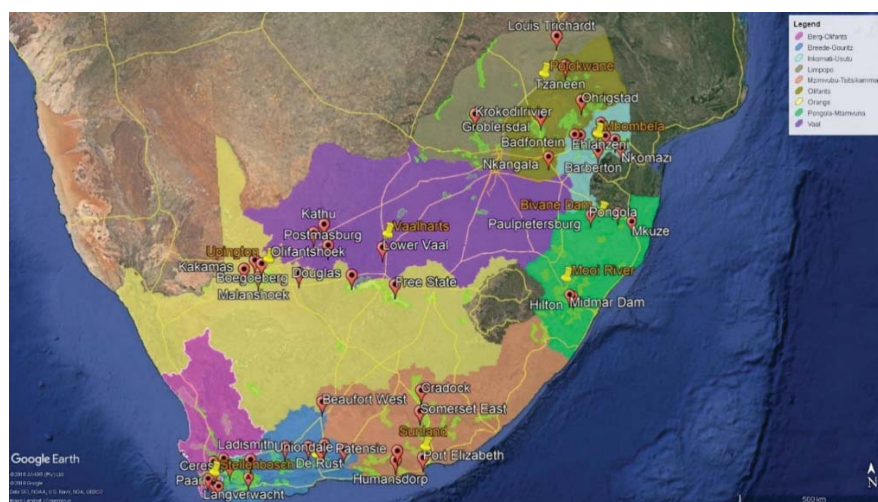 Louis Trichardt
Polokwane
Tzaneen
Ohrigstad
Krokodilrivier
Groblersdal
Mbombela
Badfontein
Ehlanzeni
Nkomazi
Nkangala
Barberton
Bivane Dam
Pongola
Paulpietersburg
Mkuze
Kathu
Vaalharts
Postmasburg
Lower Vaal
Upington
Olifantshoek
Kakamas
Boegoeberg
Douglas
Malanshoek
Free State
Mooi River
Hilton
Midmar Dam
Cradock
Beaufort West
Somerset East
Sunland
Ladismith
Uniondale
Patensie
Ceres
Stellenbosch
De Rust
Port Elizabeth
Paarl
Humansdorp
Langverwacht
Legend
Berg-Olifants
Breede-Gouritz
Inkomati-Usutu
Limpopo
Mzimvubu-Tsitsikamma
Olifants
Orange
Pongola-Mtamvuna
Vaal
Google Earth
N
500 km